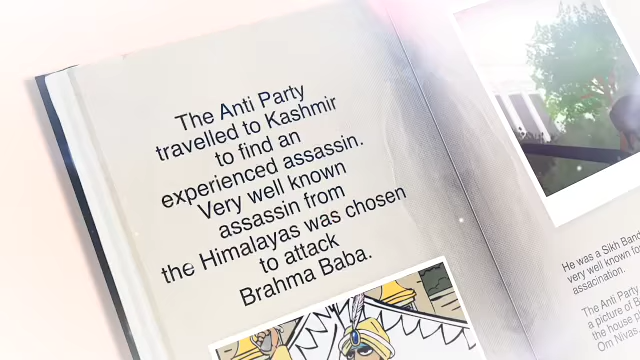 The Anti Party
travelled to Kashmir
to find an
experienced assassin.
Very well known
assassin from
the Himalayas was chosen
to attack
Brahma Baba.
He was a Sikh
very well known
assacination.
The Anti Party
a picture of
the house
Om Nivas